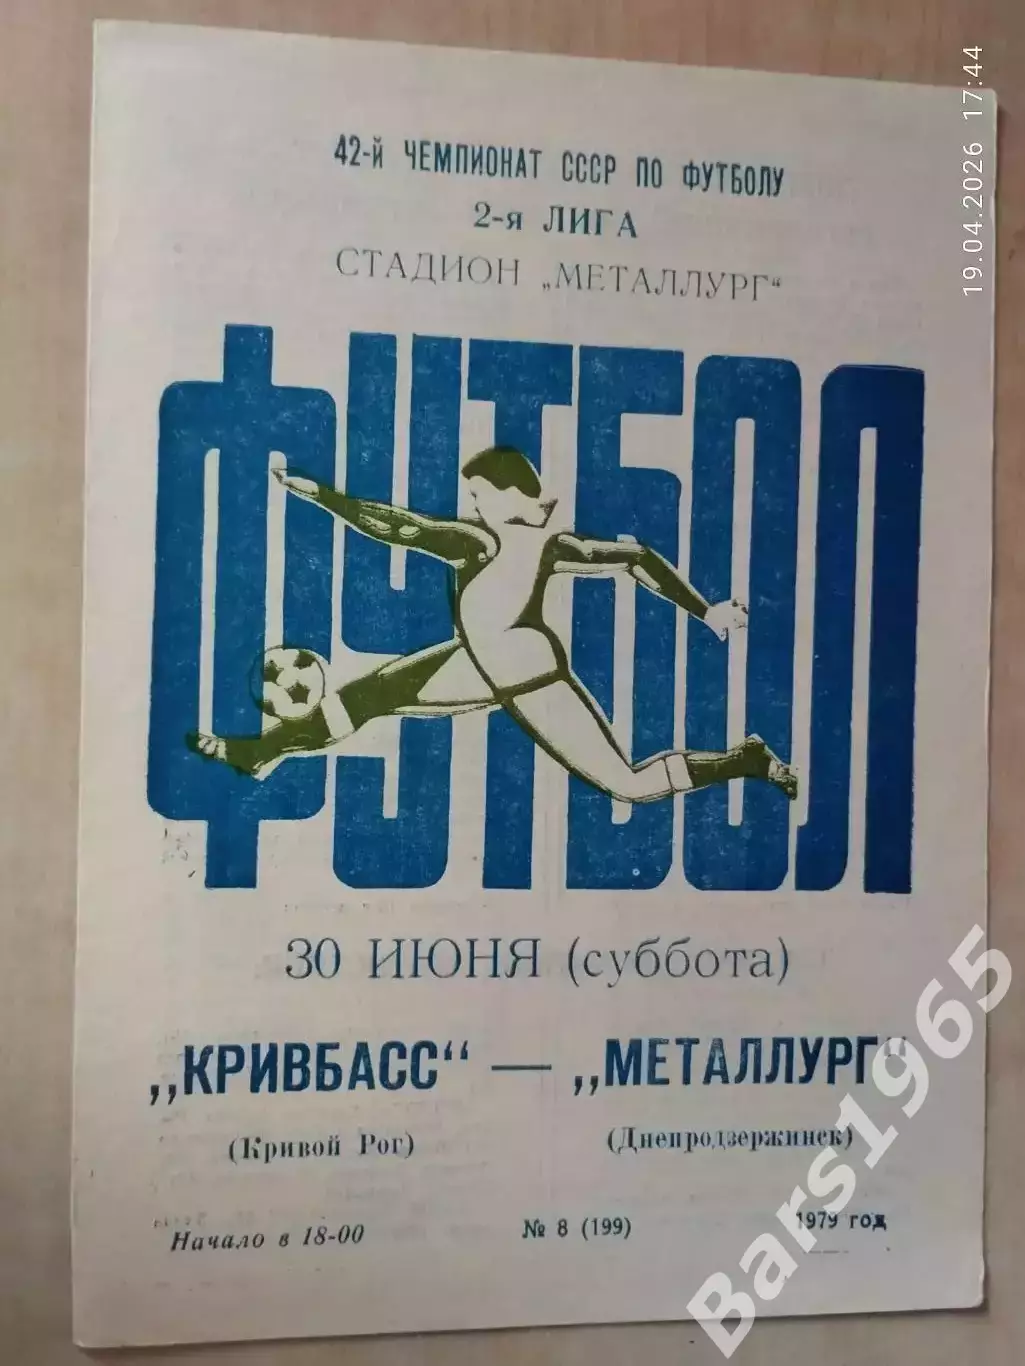 19.04.2026 17:44
42-й ЧЕМПИОНАТ СССР ПО ФУТБОЛУ
2-я ЛИГА
СТАДИОН „МЕТАЛЛУРГ“
ФУТБОЛ
30 ИЮНЯ (суббота)
„КРИВБАСС“ — „МЕТАЛЛУРГ“
(Кривой Рог) (Днепродзержинск)
Начало в 18-00 № 8 (199) 1979 год
Bars1965